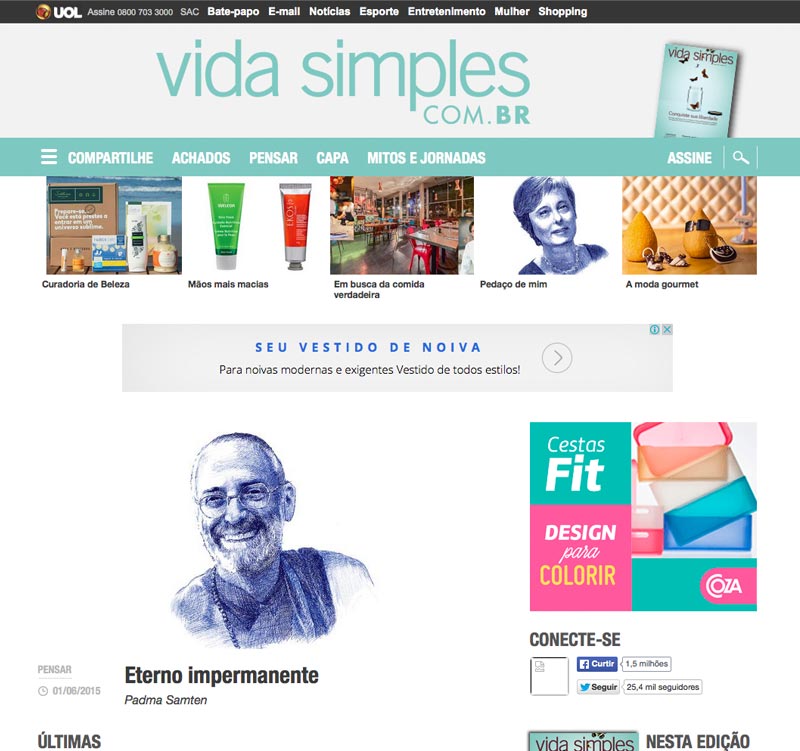 UOL Assine 0800 703 3000 SAC Bate-papo E-mail Notícias Esporte Entretenimento Mulher Shopping
vida simples
COM.BR
vida simples
Conquiste sua liberdade
COMPARTILHE ACHADOS PENSAR CAPA MITOS E JORNADAS ASSINE
Prepare-se.
Você está prestes a
entrar em um
universo sublime.
WELEDA
EKOS
Curadoria de Beleza
Mãos mais macias
Em busca da comida
verdadeira
Pedaço de mim
A moda gourmet
SEU VESTIDO DE NOIVA
Para noivas modernas e exigentes Vestido de todos estilos!
Cestas
Fit
DESIGN
para
COLORIR
COZA
PENSAR
01/06/2015
Eterno impermanente
Padma Samten
CONECTE-SE
Curtir 1,5 milhões
Seguir 25,4 mil seguidores
ÚLTIMAS
vida simples
NESTA EDIÇÃO